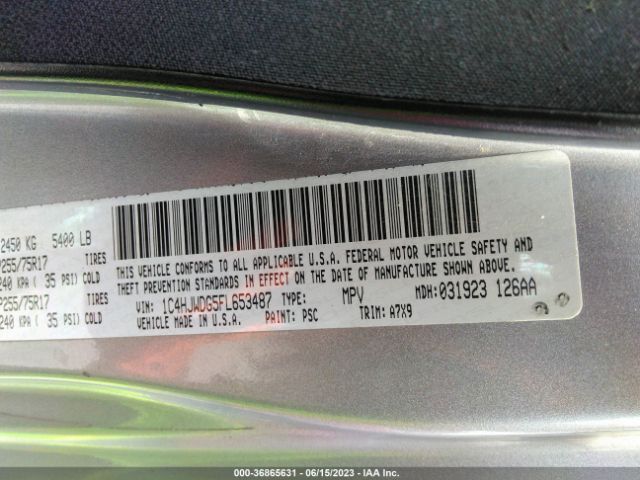 2450 KG 5400 LB
255/75R17 TIRES
240 KPA ( 35 PSI) COLD
P255/75R17 TIRES
240 KPA ( 35 PSI) COLD
THIS VEHICLE CONFORMS TO ALL APPLICABLE U.S.A. FEDERAL MOTOR VEHICLE SAFETY AND
THEFT PREVENTION STANDARDS IN EFFECT ON THE DATE OF MANUFACTURE SHOWN ABOVE.
VIN: 1C4HJWDG5FL653487 TYPE: MPV MDH: 031923 126AA
VEHICLE MADE IN U.S.A. PAINT: PSC TRIM: A7X9
000-36865631 - 06/15/2023 - IAA Inc.